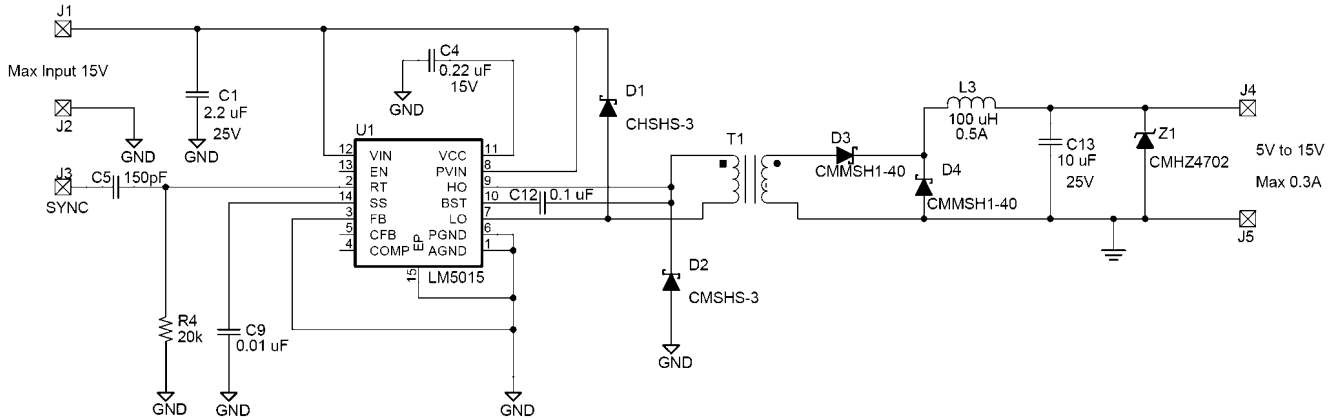 J1
Max Input 15V
J2
GND
C1
2.2 uF
25V
GND
J3
SYNC
C5 150pF
R4
20k
GND
C9
0.01 uF
GND
C4
0.22 uF
15V
GND
U1
12 VIN VCC 11
13 EN PVIN 8
2 RT HO 9
14 SS BST 10
3 FB LO 7
5 CFB PGND 6
4 COMP AGND 1
EP
15
LM5015
GND
C12 0.1 uF
D1
CHSHS-3
D2
CMSHS-3
GND
T1
D3
CMMSH1-40
D4
CMMSH1-40
L3
100 uH
0.5A
C13
10 uF
25V
Z1
CMHZ4702
J4
5V to 15V
Max 0.3A
J5